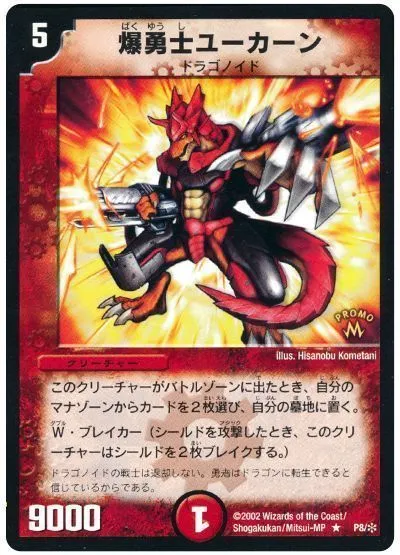 5
ばく ゆう し
爆勇士ユーカーン
ドラゴノイド
PROMO
M
illus. Hisanobu Kometani
クリーチャー
このクリーチャーがバトルゾーンに出たとき、自分の
マナゾーンからカードを2枚選び、自分の墓地に置く。
W・ブレイカー（シールドを攻撃したとき、このクリ
ーチャーはシールドを2枚ブレイクする。）
ドラゴノイドの戦士は退却しない。勇者はドラゴンに転生できると
信じているからである。
9000
1
©2002 Wizards of the Coast/
Shogakukan/Mitsui-MP ★ P8/✻